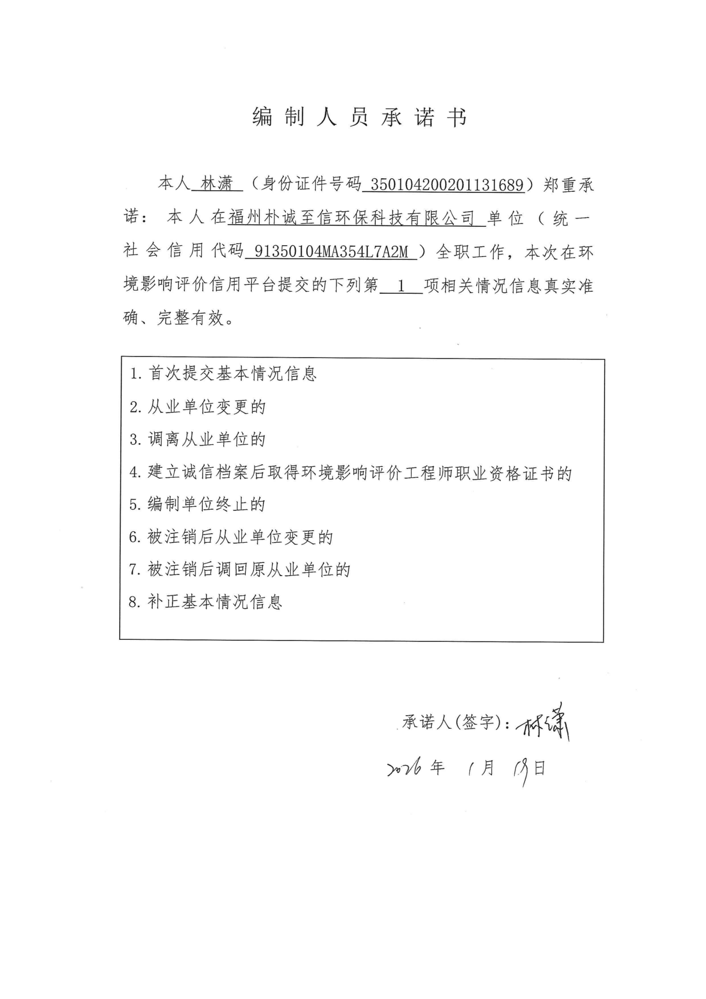 编制人员承诺书
本人 林潇 （身份证件号码 350104200201131689）郑重承
诺： 本人在福州朴诚至信环保科技有限公司 单位（统一
社会信用代码 91350104MA354L7A2M ）全职工作，本次在环
境影响评价信用平台提交的下列第 1 项相关情况信息真实准
确、完整有效。
1. 首次提交基本情况信息
2. 从业单位变更的
3. 调离从业单位的
4. 建立诚信档案后取得环境影响评价工程师职业资格证书的
5. 编制单位终止的
6. 被注销后从业单位变更的
7. 被注销后调回原从业单位的
8. 补正基本情况信息
承诺人(签字)：林潇
2026 年 1 月 19 日